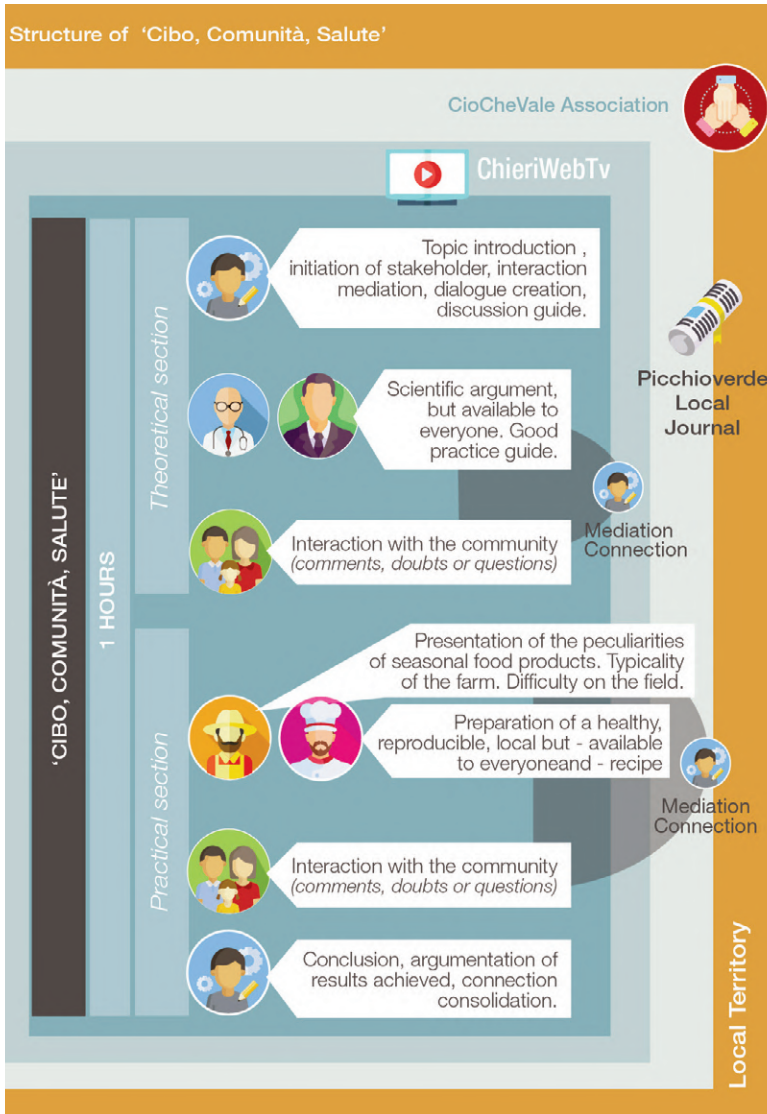 Structure of 'Cibo, Comunità, Salute'
CioCheVale Association
ChieriWebTv
'CIBO, COMUNITÀ, SALUTE'
1 HOURS
Theoretical section
Topic introduction ,
initiation of stakeholder, interaction
mediation, dialogue creation,
discussion guide.
Picchioverde
Local
Journal
Scientific argument,
but available to
everyone. Good
practice guide.
Mediation
Connection
Interaction with the community
(comments, doubts or questions)
Practical section
Presentation of the peculiarities
of seasonal food products. Typicality
of the farm. Difficulty on the field.
Preparation of a healthy,
reproducible, local but - available
to everyoneand - recipe
Mediation
Connection
Interaction with the community
(comments, doubts or questions)
Conclusion, argumentation of
results achieved, connection
consolidation.
Local Territory